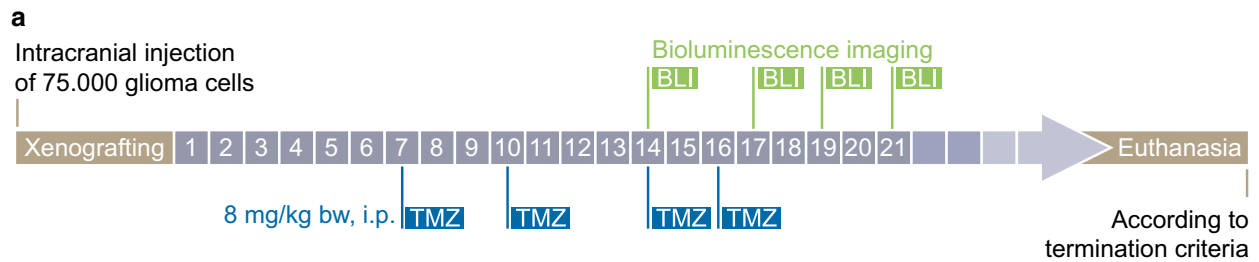 a
Intracranial injection
of 75.000 glioma cells
Bioluminescence imaging
BLI BLI BLI BLI
Xenografting 1 2 3 4 5 6 7 8 9 10 11 12 13 14 15 16 17 18 19 20 21 Euthanasia
8 mg/kg bw, i.p. TMZ TMZ TMZ TMZ
According to
termination criteria